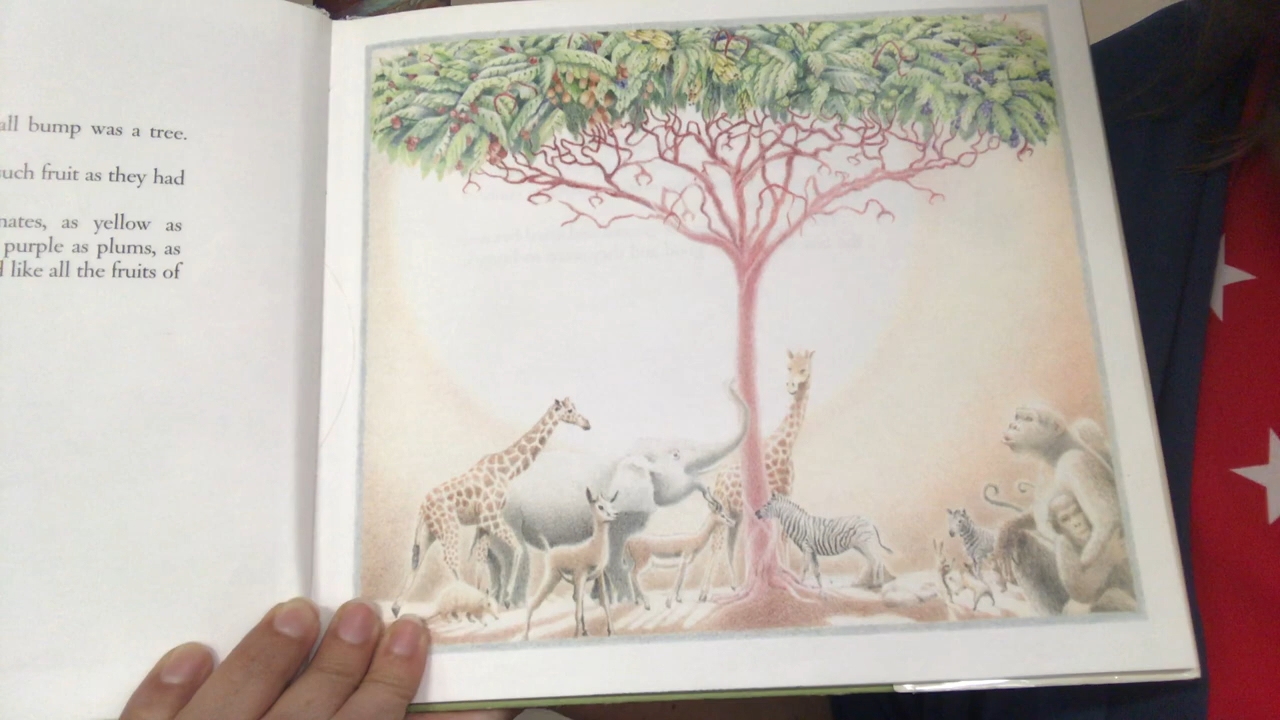 all bump was a tree.
such fruit as they had
nates, as yellow as
purple as plums, as
like all the fruits of